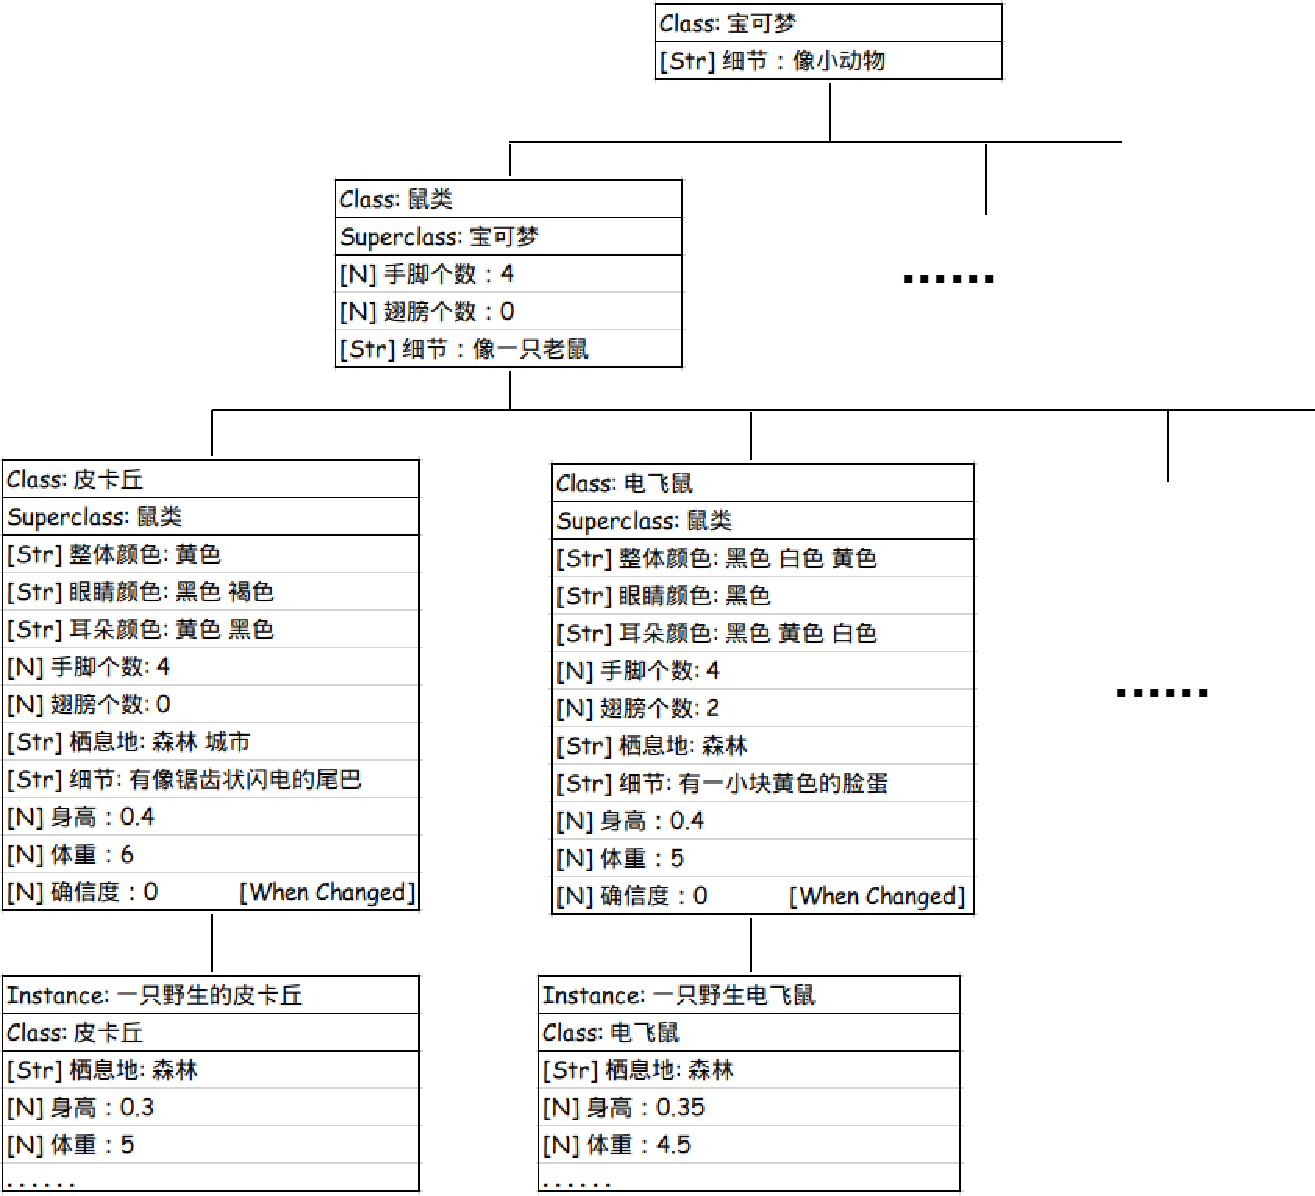 Class: 宝可梦
[Str] 细节：像小动物
Class: 鼠类
Superclass: 宝可梦
[N] 手脚个数：4
[N] 翅膀个数：0
[Str] 细节：像一只老鼠
......
Class: 皮卡丘
Superclass: 鼠类
[Str] 整体颜色: 黄色
[Str] 眼睛颜色: 黑色 褐色
[Str] 耳朵颜色: 黄色 黑色
[N] 手脚个数: 4
[N] 翅膀个数: 0
[Str] 栖息地: 森林 城市
[Str] 细节: 有像锯齿状闪电的尾巴
[N] 身高：0.4
[N] 体重：6
[N] 确信度：0 [When Changed]
Class: 电飞鼠
Superclass: 鼠类
[Str] 整体颜色: 黑色 白色 黄色
[Str] 眼睛颜色: 黑色
[Str] 耳朵颜色: 黑色 黄色 白色
[N] 手脚个数: 4
[N] 翅膀个数: 2
[Str] 栖息地: 森林
[Str] 细节: 有一小块黄色的脸蛋
[N] 身高：0.4
[N] 体重：5
[N] 确信度：0 [When Changed]
......
Instance: 一只野生的皮卡丘
Class: 皮卡丘
[Str] 栖息地: 森林
[N] 身高：0.3
[N] 体重：5
......
Instance: 一只野生电飞鼠
Class: 电飞鼠
[Str] 栖息地: 森林
[N] 身高：0.35
[N] 体重：4.5
......